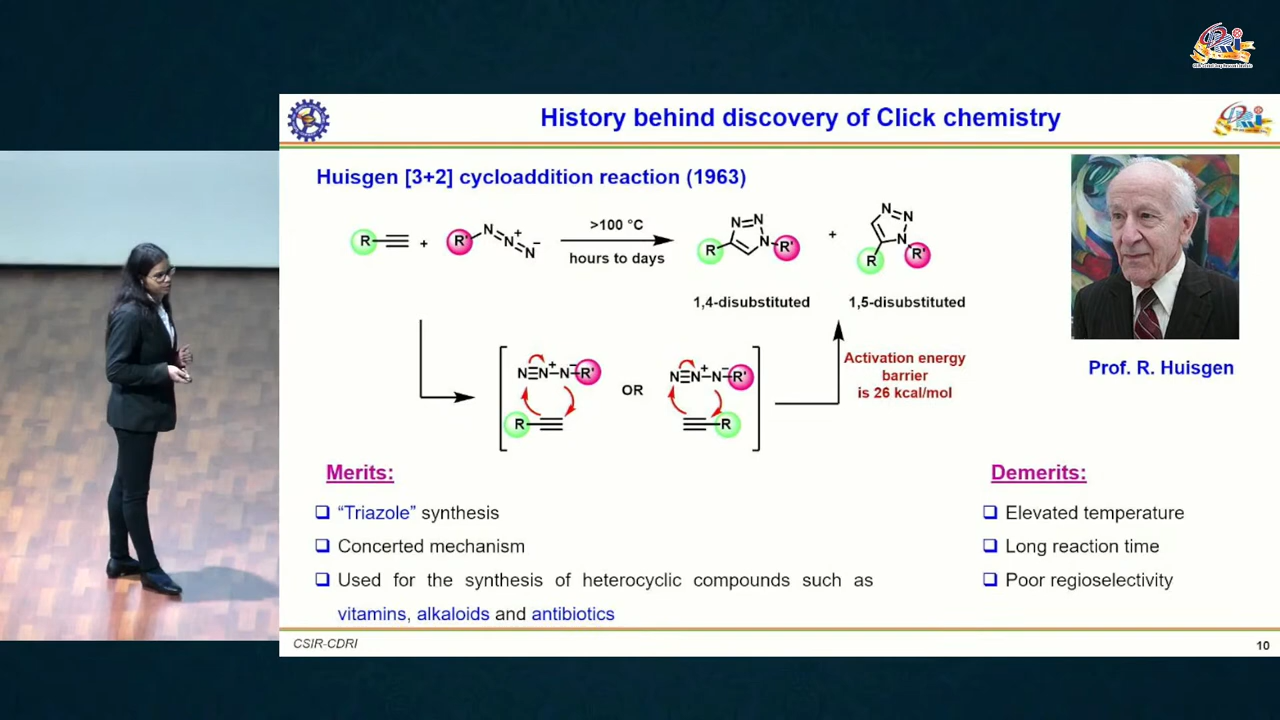 History behind discovery of Click chemistry
Huisgen [3+2] cycloaddition reaction (1963)
R + R' N N + N −
>100 °C
hours to days
N N N R R'
+
N N N R R'
1,4-disubstituted
1,5-disubstituted
N≡N + –N − R'
R
OR
N≡N + –N − R'
R
Activation energy
barrier
is 26 kcal/mol
Prof. R. Huisgen
Merits:
❑ “Triazole” synthesis
❑ Concerted mechanism
❑ Used for the synthesis of heterocyclic compounds such as
vitamins, alkaloids and antibiotics
Demerits:
❑ Elevated temperature
❑ Long reaction time
❑ Poor regioselectivity
CSIR-CDRI
10